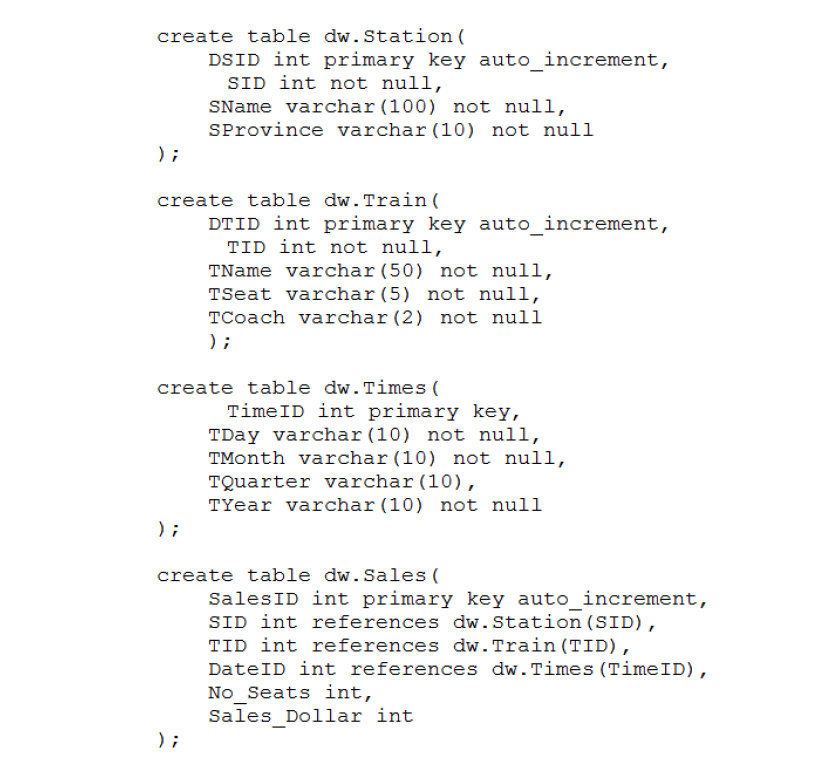 create table dw.Station(
DSID int primary key auto_increment,
SID int not null,
SName varchar(100) not null,
SProvince varchar(10) not null
);
create table dw.Train(
DTID int primary key auto_increment,
TID int not null,
TName varchar(50) not null,
TSeat varchar(5) not null,
TCoach varchar(2) not null
);
create table dw.Times(
TimeID int primary key,
TDay varchar(10) not null,
TMonth varchar(10) not null,
TQuarter varchar(10),
TYear varchar(10) not null
);
create table dw.Sales(
SalesID int primary key auto_increment,
SID int references dw.Station(SID),
TID int references dw.Train(TID),
DateID int references dw.Times(TimeID),
No_Seats int,
Sales_Dollar int
);